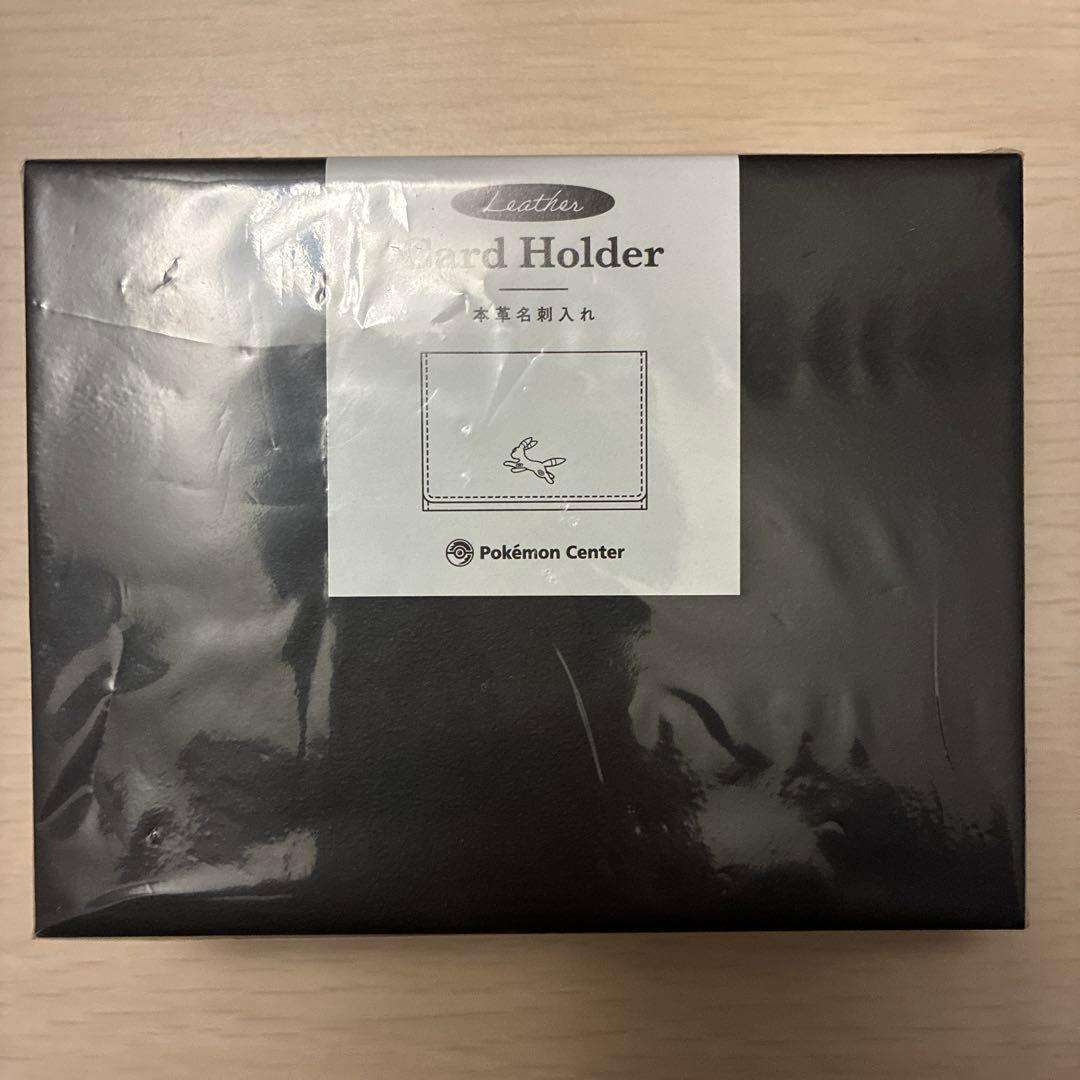 Leather
Card Holder
本革名刺入れ
Pokémon Center